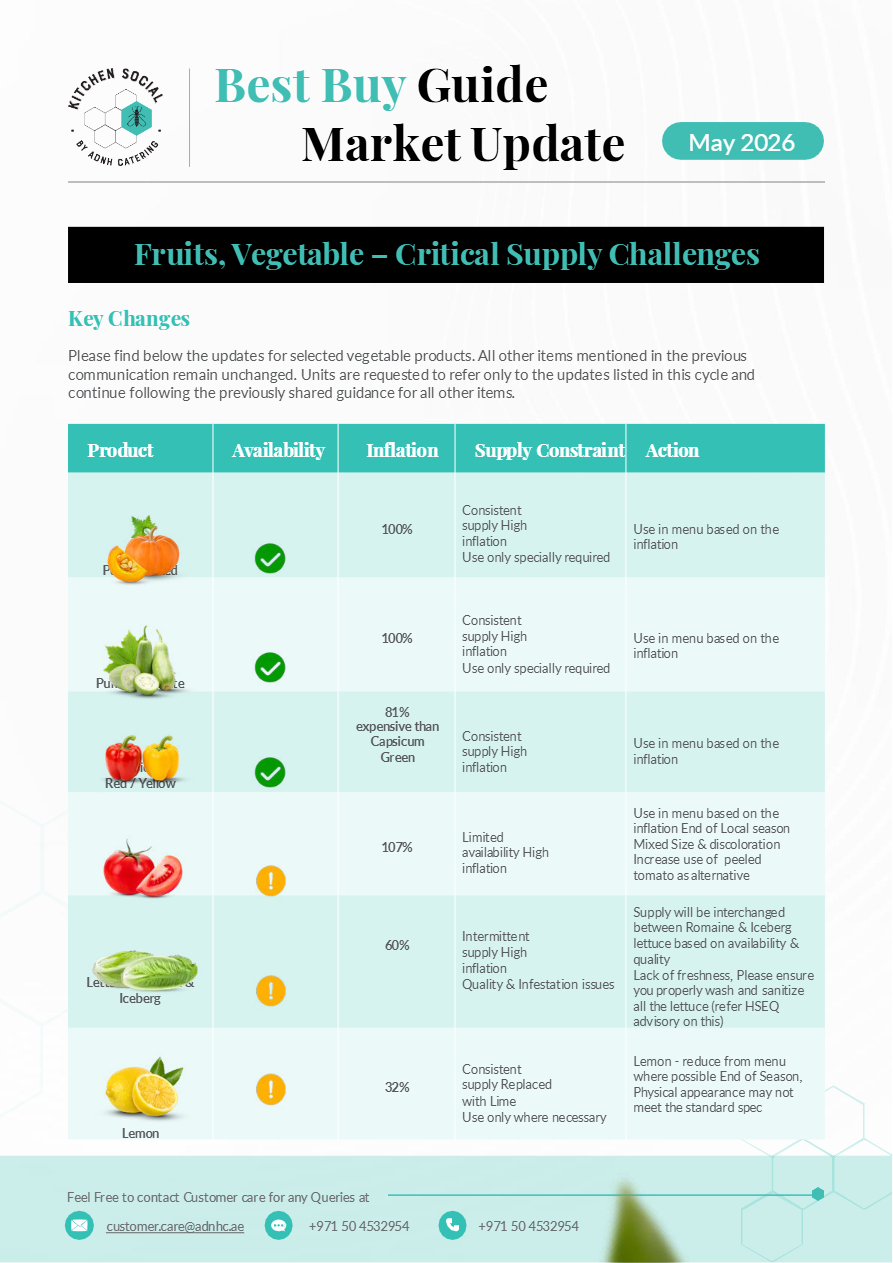 KITCHEN SOCIAL
BY ADNH CATERING
Best Buy Guide
Market Update
May 2026
Fruits, Vegetable – Critical Supply Challenges
Key Changes
Please find below the updates for selected vegetable products. All other items mentioned in the previous
communication remain unchanged. Units are requested to refer only to the updates listed in this cycle and
continue following the previously shared guidance for all other items.
Product Availability Inflation Supply Constraint Action
100%
Consistent
supply High
inflation
Use only specially required
Use in menu based on the
inflation
100%
Consistent
supply High
inflation
Use only specially required
Use in menu based on the
inflation
Red / Yellow
81%
expensive than
Capsicum
Green
Consistent
supply High
inflation
Use in menu based on the
inflation
107%
Limited
availability High
inflation
Use in menu based on the
inflation End of Local season
Mixed Size & discoloration
Increase use of peeled
tomato as alternative
&
Iceberg
60%
Intermittent
supply High
inflation
Quality & Infestation issues
Supply will be interchanged
between Romaine & Iceberg
lettuce based on availability &
quality
Lack of freshness, Please ensure
you properly wash and sanitize
all the lettuce (refer HSEQ
advisory on this)
Lemon
32%
Consistent
supply Replaced
with Lime
Use only where necessary
Lemon - reduce from menu
where possible End of Season,
Physical appearance may not
meet the standard spec
Feel Free to contact Customer care for any Queries at
customer.care@adnhc.ae +971 50 4532954 +971 50 4532954